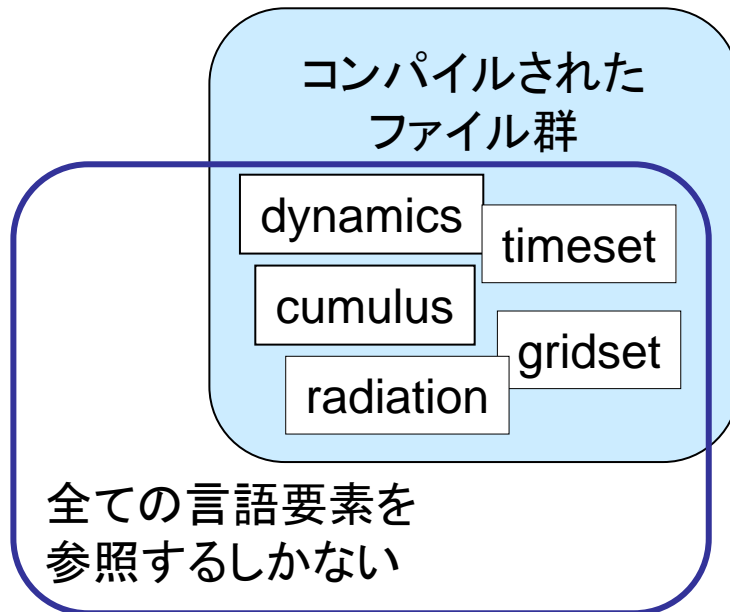 コンパイルされた
ファイル群
dynamics
timeset
cumulus
gridset
radiation
全ての言語要素を
参照するしかない